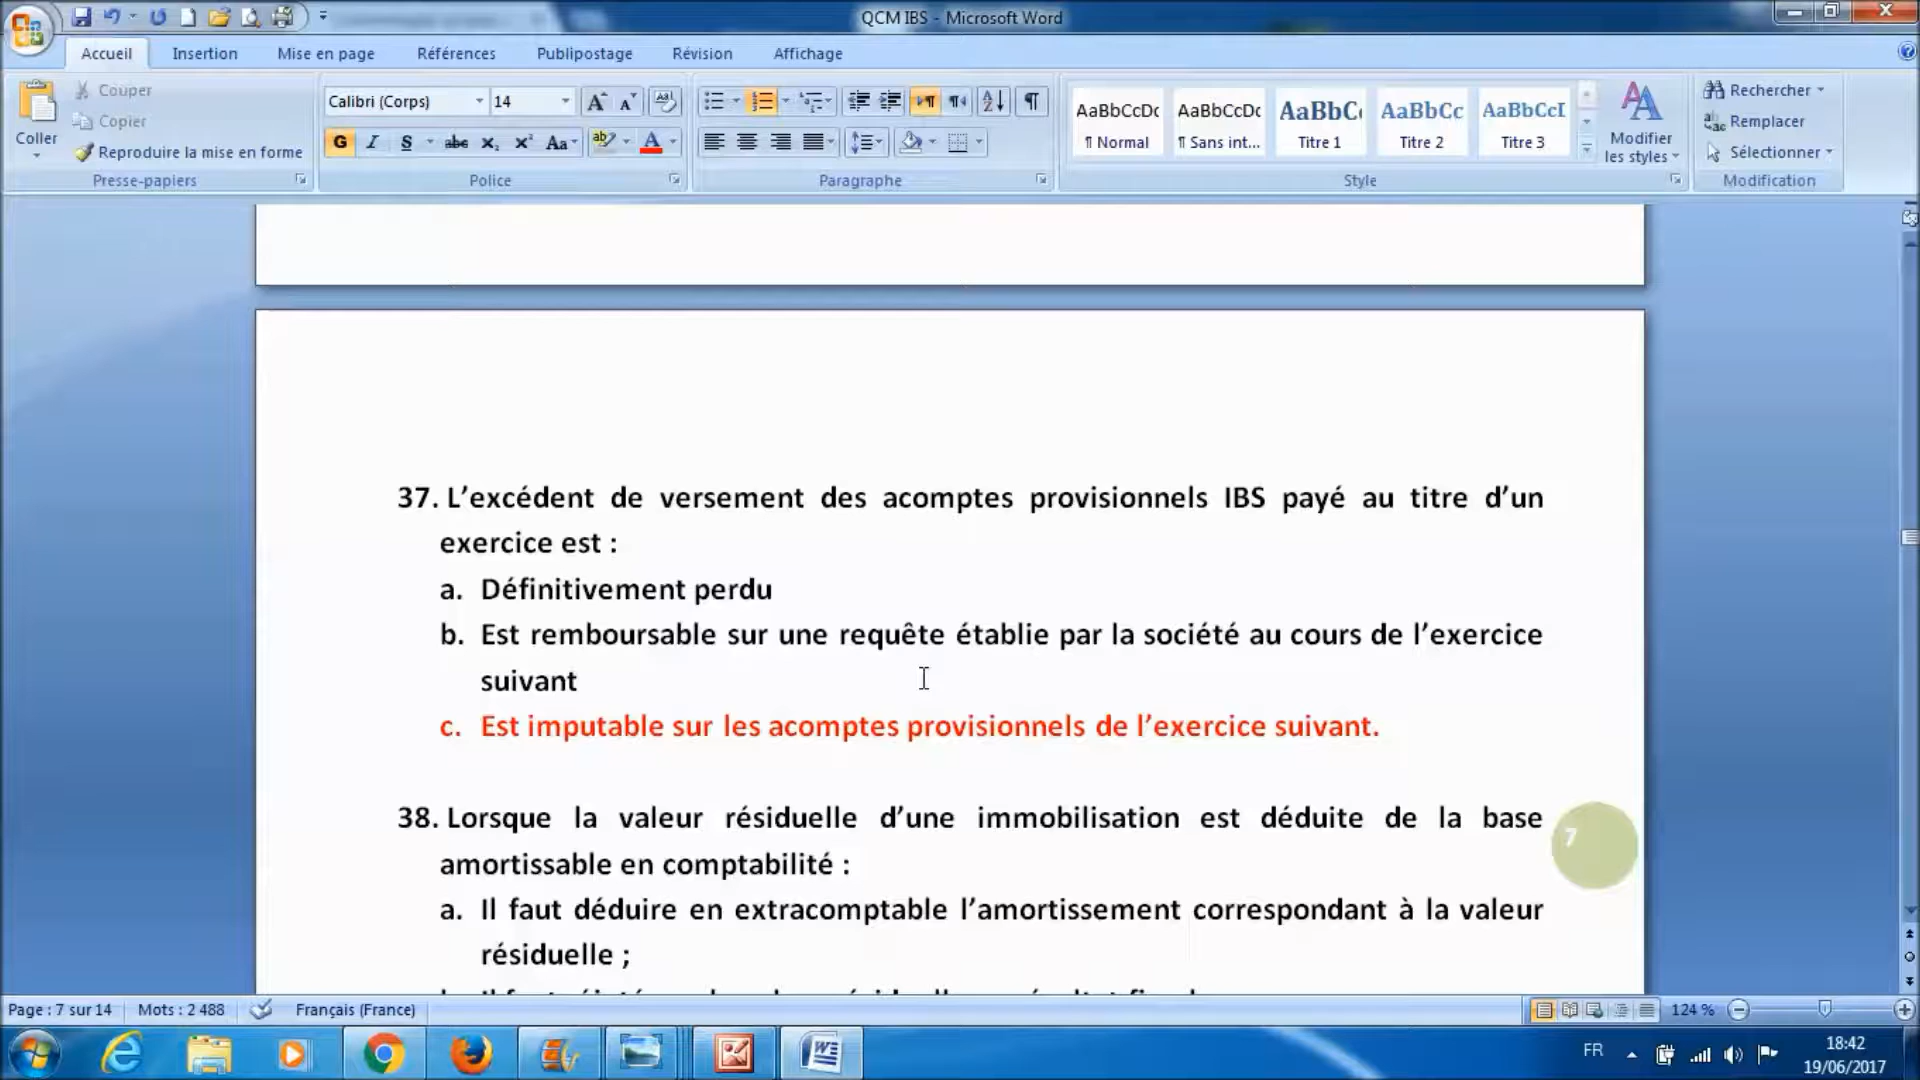 QCM IBS - Microsoft Word
Accueil Insertion Mise en page Références Publipostage Révision Affichage
Coller
Couper
Copier
Reproduire la mise en forme
Presse-papiers
Calibri (Corps) 14
G I S abc x₂ x² Aa
Police
Paragraphe
AaBbCcDc AaBbCcDc AaBbC AaBbCc AaBbCcI
¶ Normal ¶ Sans int... Titre 1 Titre 2 Titre 3
Modifier
les styles
Style
Rechercher
Remplacer
Sélectionner
Modification
37. L’excédent de versement des acomptes provisionnels IBS payé au titre d’un
exercice est :
a. Définitivement perdu
b. Est remboursable sur une requête établie par la société au cours de l’exercice
suivant
c. Est imputable sur les acomptes provisionnels de l’exercice suivant.
38. Lorsque la valeur résiduelle d’une immobilisation est déduite de la base
amortissable en comptabilité :
7
a. Il faut déduire en extracomptable l’amortissement correspondant à la valeur
résiduelle ;
Page : 7 sur 14 Mots : 2 488 Français (France) 124 %
FR
18:42
19/06/2017